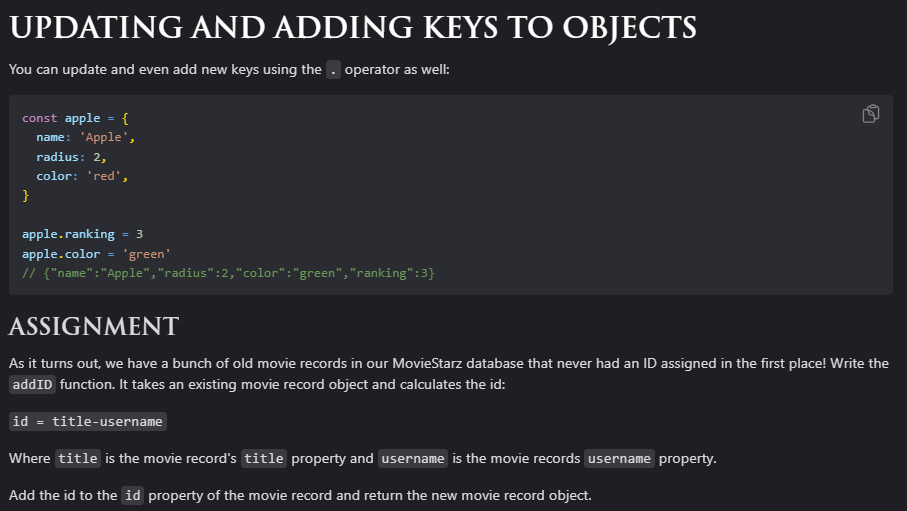 UPDATING AND ADDING KEYS TO OBJECTS
You can update and even add new keys using the . operator as well:
const apple = {
  name: 'Apple',
  radius: 2,
  color: 'red',
}
apple.ranking = 3
apple.color = 'green'
// {"name":"Apple","radius":2,"color":"green","ranking":3}
ASSIGNMENT
As it turns out, we have a bunch of old movie records in our MovieStarz database that never had an ID assigned in the first place! Write the
addID function. It takes an existing movie record object and calculates the id:
id = title-username
Where title is the movie record's title property and username is the movie records username property.
Add the id to the id property of the movie record and return the new movie record object.